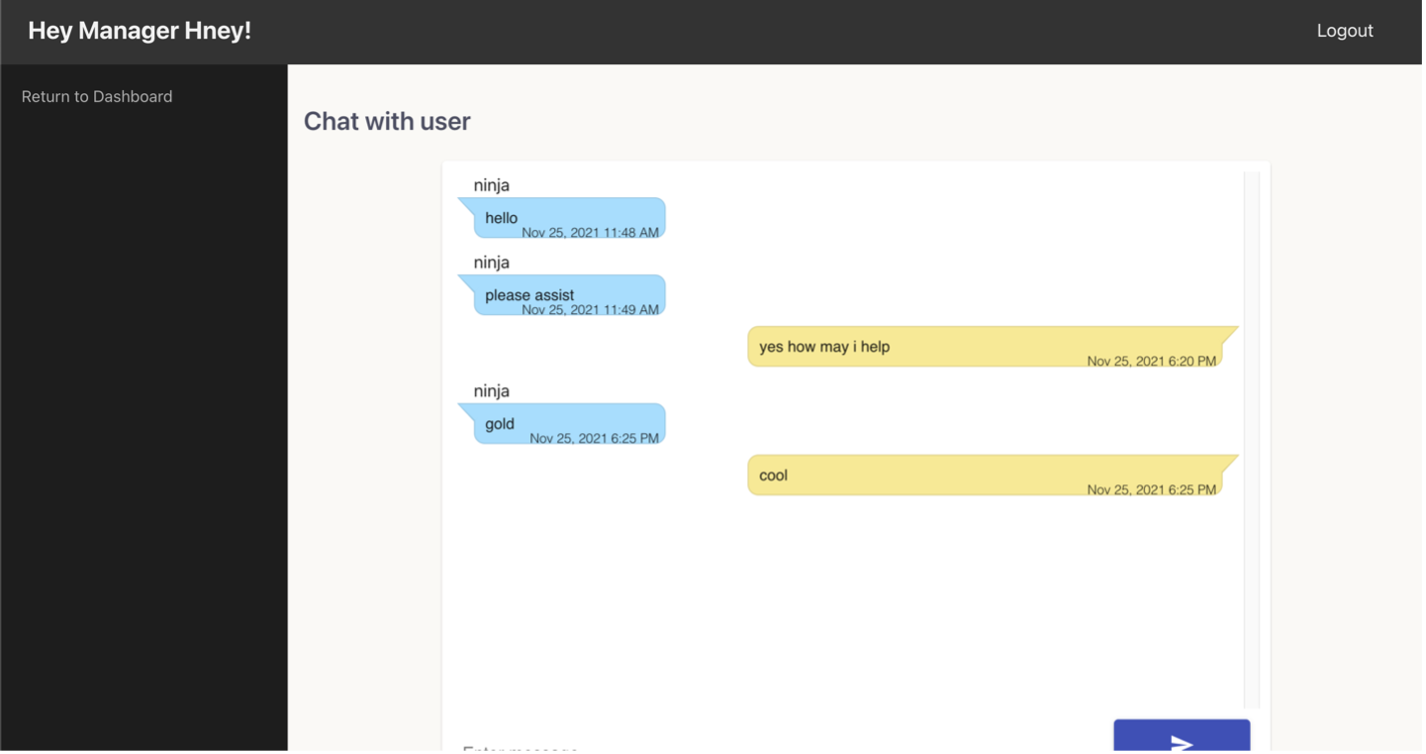 Hey Manager Hney!
Logout
Return to Dashboard
Chat with user
ninja
hello
Nov 25, 2021 11:48 AM
ninja
please assist
Nov 25, 2021 11:49 AM
yes how may i help
Nov 25, 2021 6:20 PM
ninja
gold
Nov 25, 2021 6:25 PM
cool
Nov 25, 2021 6:25 PM
Enter message